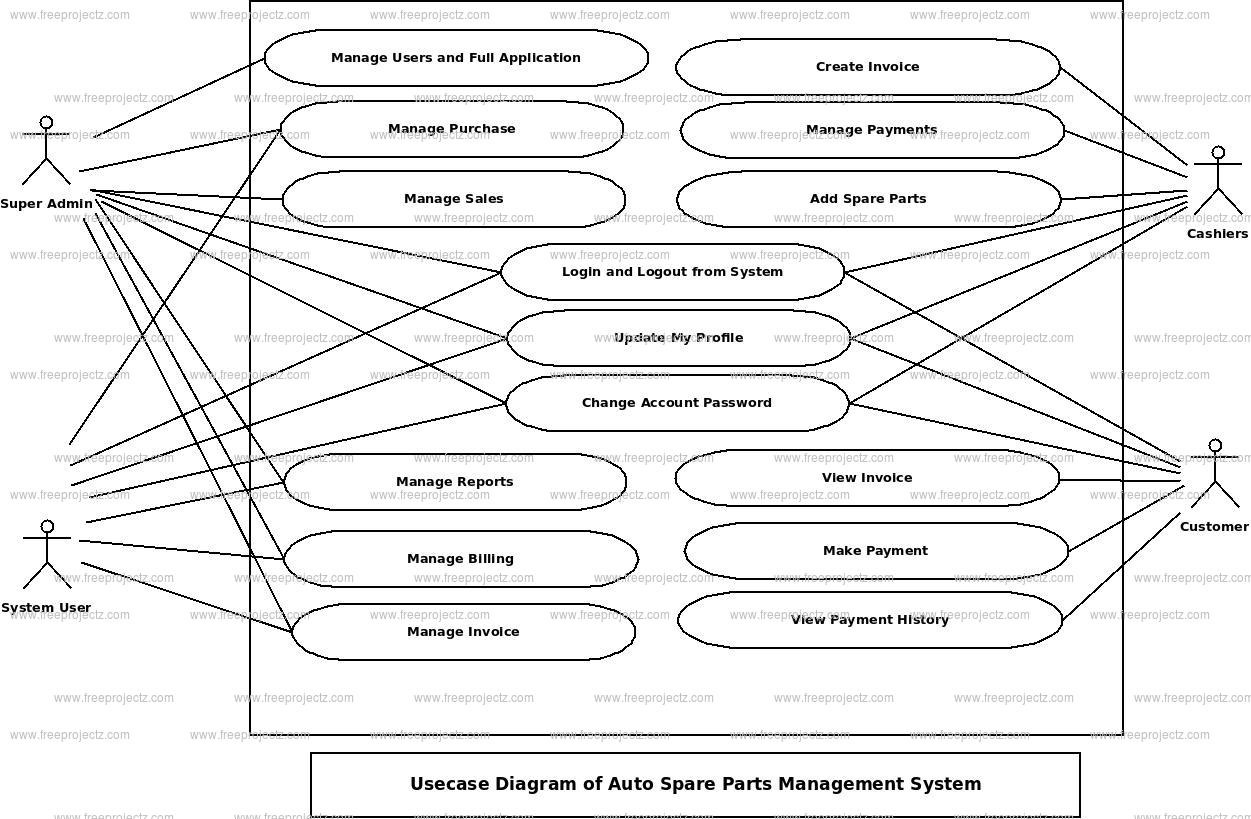 Manage Users and Full Application
Create Invoice
Manage Purchase
Manage Payments
Super Admin
Manage Sales
Add Spare Parts
Cashiers
Login and Logout from System
Update My Profile
Change Account Password
Manage Reports
View Invoice
Customer
Manage Billing
Make Payment
System User
Manage Invoice
View Payment History
Usecase Diagram of Auto Spare Parts Management System
www.freeprojectz.com